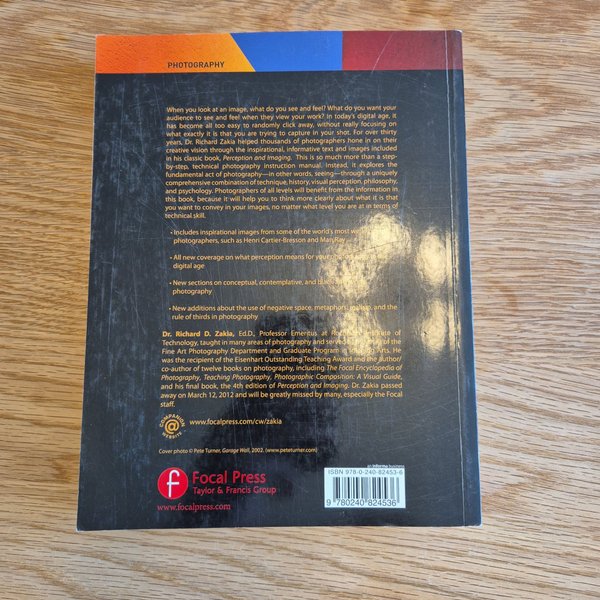 PHOTOGRAPHY
When you look at an image, what do you see and feel? What do you want your
audience to see and feel when they view your work? In today's digital age, it
has become all too easy to randomly click away, without really focusing on
what exactly it is that you are trying to capture in your shot. For over thirty
years, Dr. Richard Zakia helped thousands of photographers hone in on their
creative vision through the inspirational, informative text and images included
in his classic book, Perception and Imaging. This is so much more than a
step-by-step, technical photography instruction manual. Instead, it explores the
fundamental act of photography—in other words, seeing—through a uniquely
comprehensive combination of technique, history, visual perception, philosophy,
and psychology. Photographers of all levels will benefit from the information in
this book, because it will help you to think more clearly about what it is that
you want to convey in your images, no matter what level you are at in terms of
technical skill.
• Includes inspirational images from some of the world's most
photographers, such as Henri Cartier-Bresson and Man Ray
• All new coverage on what perception means for your
digital age
• New sections on conceptual, contemplative, and
photography
• New additions about the use of negative space, metaphors, and the
rule of thirds in photography
Dr. Richard D. Zakia, Ed.D., Professor Emeritus at Institute of
Technology, taught in many areas of photography and served of the
Fine Art Photography Department and Graduate Program in Arts. He
was the recipient of the Eisenhart Outstanding Teaching Award and the author/
co-author of twelve books on photography, including The Focal Encyclopedia of
Photography, Teaching Photography, Photographic Composition: A Visual Guide,
and his final book, the 4th edition of Perception and Imaging. Dr. Zakia passed
away on March 12, 2012 and will be greatly missed by many, especially the Focal
staff.
COMPANION
@
WEBSITE
www.focalpress.com/cw/zakia
Cover photo © Pete Turner, Garage Wall, 2002. (www.peteturner.com)
f
Focal Press
Taylor & Francis Group
www.focalpress.com
an informa business
ISBN 978-0-240-82453-6
9 780240 824536